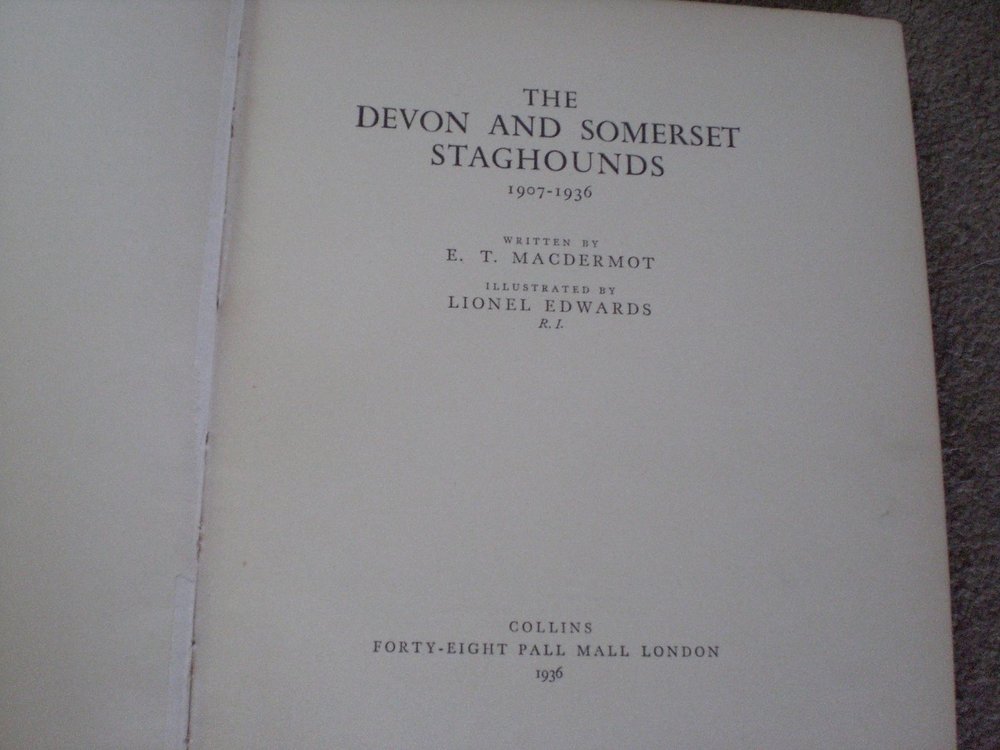 THE
DEVON AND SOMERSET
STAGHOUNDS
1907-1936
WRITTEN BY
E. T. MACDERMOT
ILLUSTRATED BY
LIONEL EDWARDS
R.I.
COLLINS
FORTY-EIGHT PALL MALL LONDON
1936